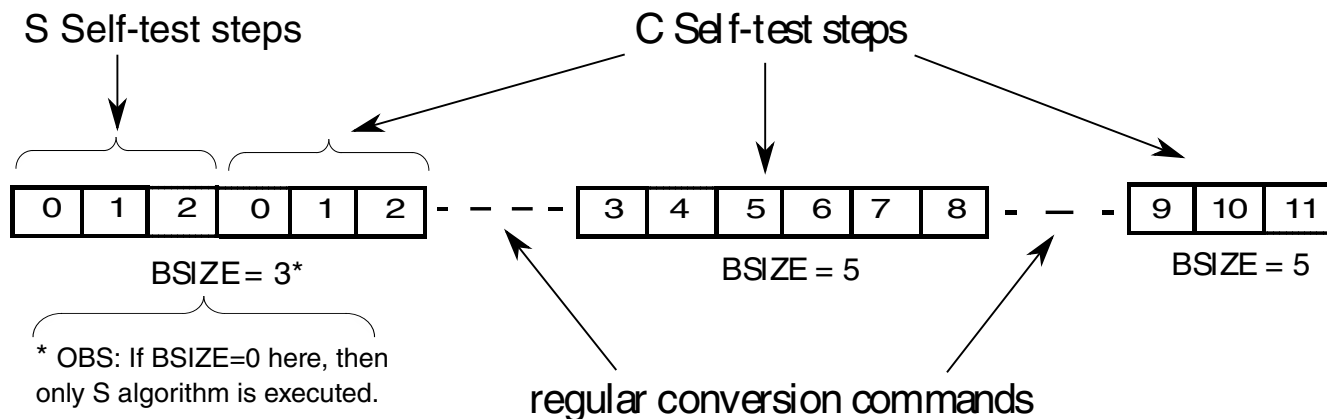 S Self-test steps
C Self-test steps
0 1 2 0 1 2 3 4 5 6 7 8 9 10 11
BSIZE = 3*
BSIZE = 5
BSIZE = 5
* OBS: If BSIZE=0 here, then
only S algorithm is executed.
regular conversion commands